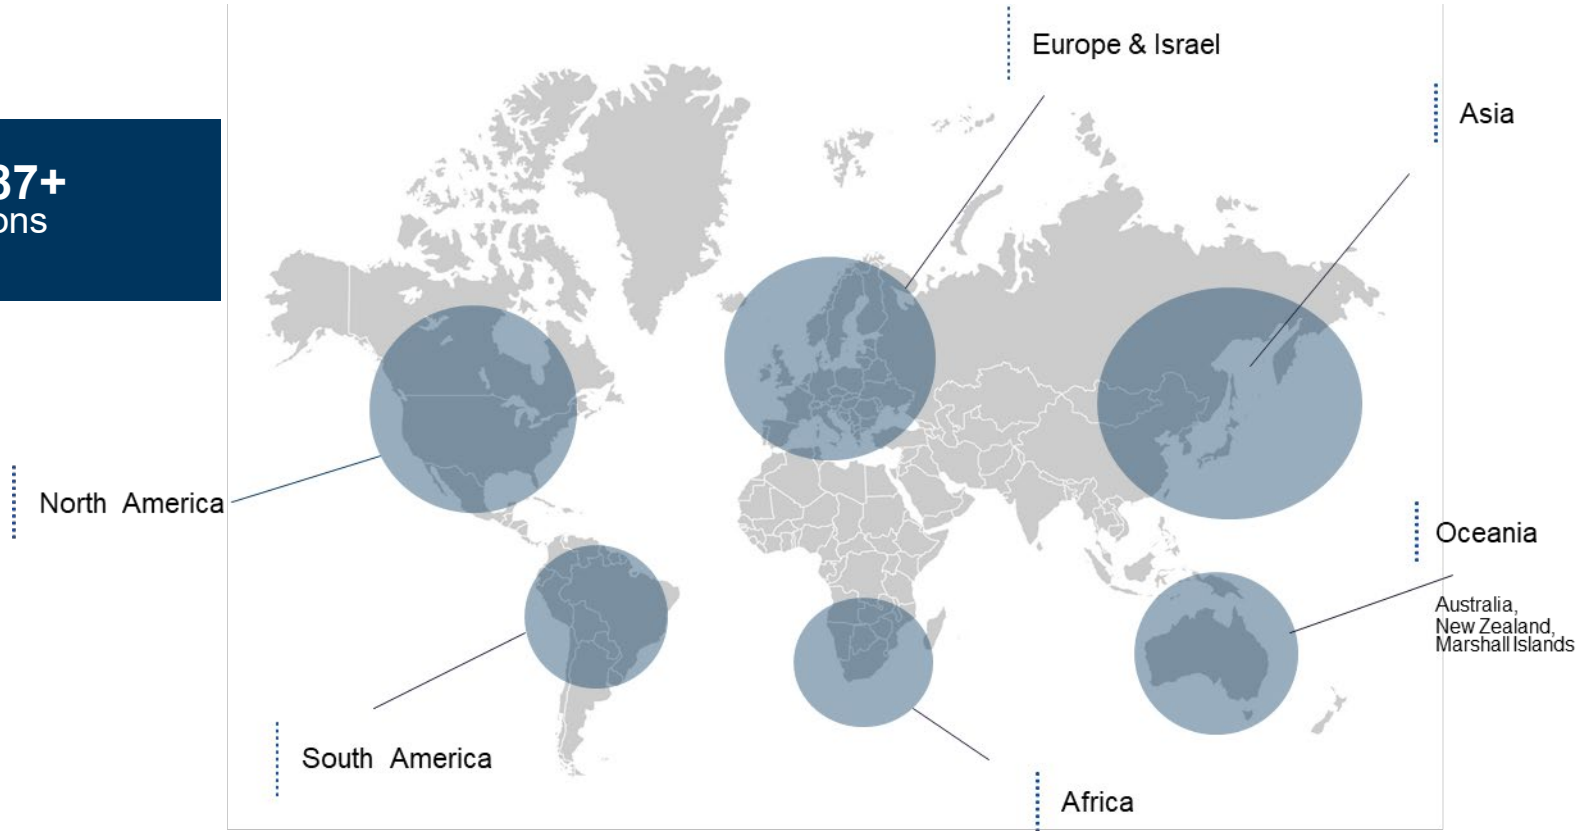 Europe & Israel
Asia
37+
ons
North America
Oceania
Australia,
New Zealand,
Marshall Islands
South America
Africa